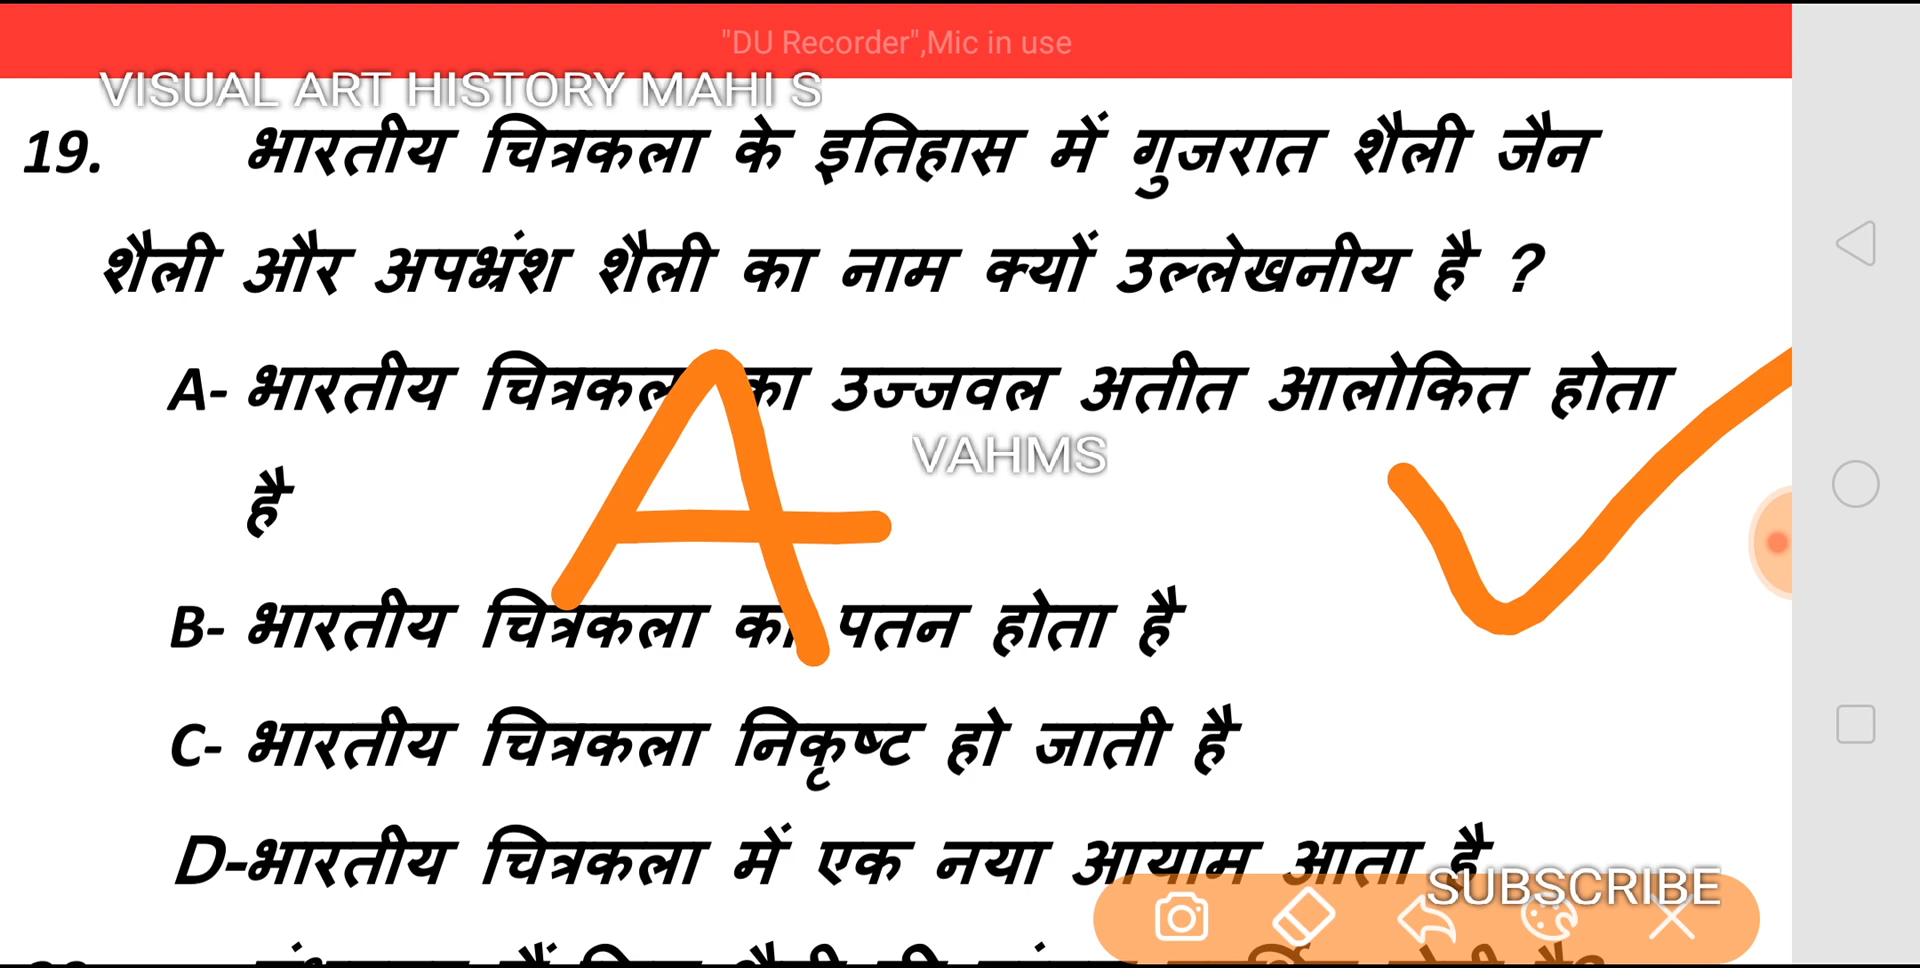 "DU Recorder",Mic in use
VISUAL ART HISTORY MAHI S
19. भारतीय चित्रकला के इतिहास में गुजरात शैली जैन
शैली और अपभ्रंश शैली का नाम क्यों उल्लेखनीय है ?
A- भारतीय चित्रकला का उज्जवल अतीत आलोकित होता
VAHMS
है
A
B- भारतीय चित्रकला का पतन होता है
C- भारतीय चित्रकला निकृष्ट हो जाती है
D-भारतीय चित्रकला में एक नया आयाम आता है
SUBSCRIBE